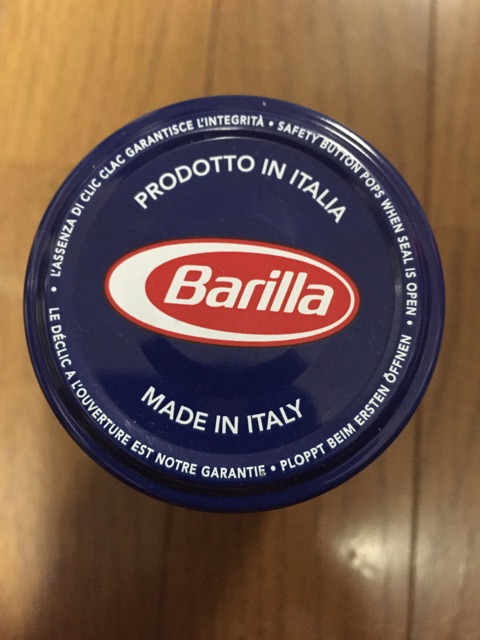 L'ASSENZA DI CLIC CLAC GARANTISCE L'INTEGRITÀ • SAFETY BUTTON POPS WHEN SEAL IS OPEN •
PRODOTTO IN ITALIA
Barilla
MADE IN ITALY
LE DÉCLIC A L'OUVERTURE EST NOTRE GARANTIE • PLOPPT BEIM ERSTEN ÖFFNEN •